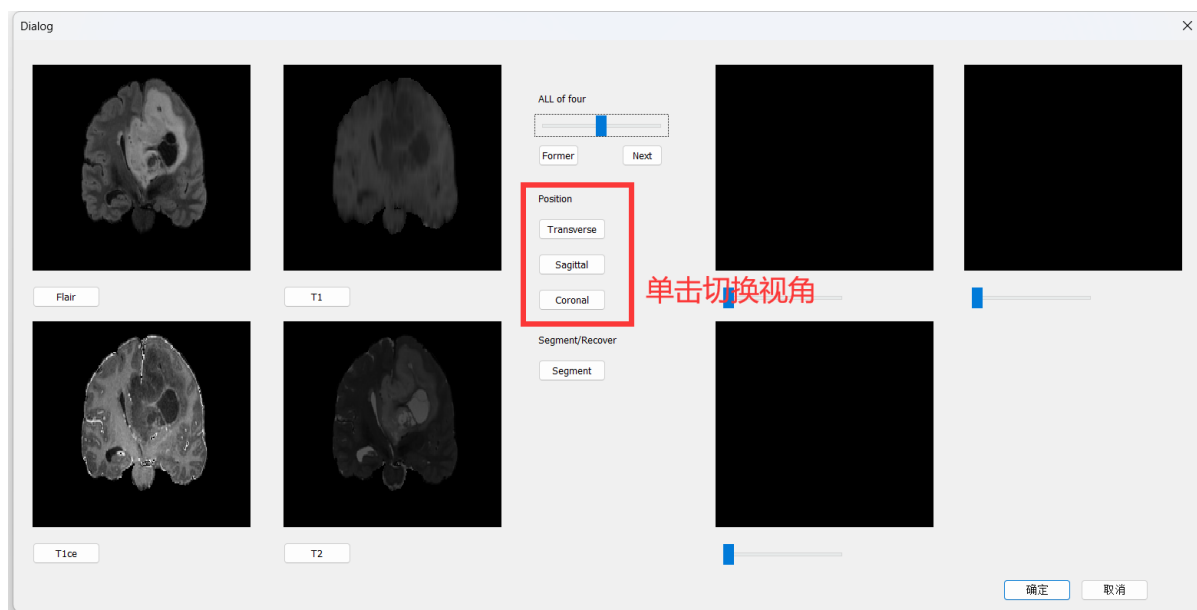 Dialog
ALL of four
Former
Next
Position
Transverse
Sagittal
Coronal
单击切换视角
Flair
T1
Segment/Recover
Segment
T1ce
T2
确定
取消